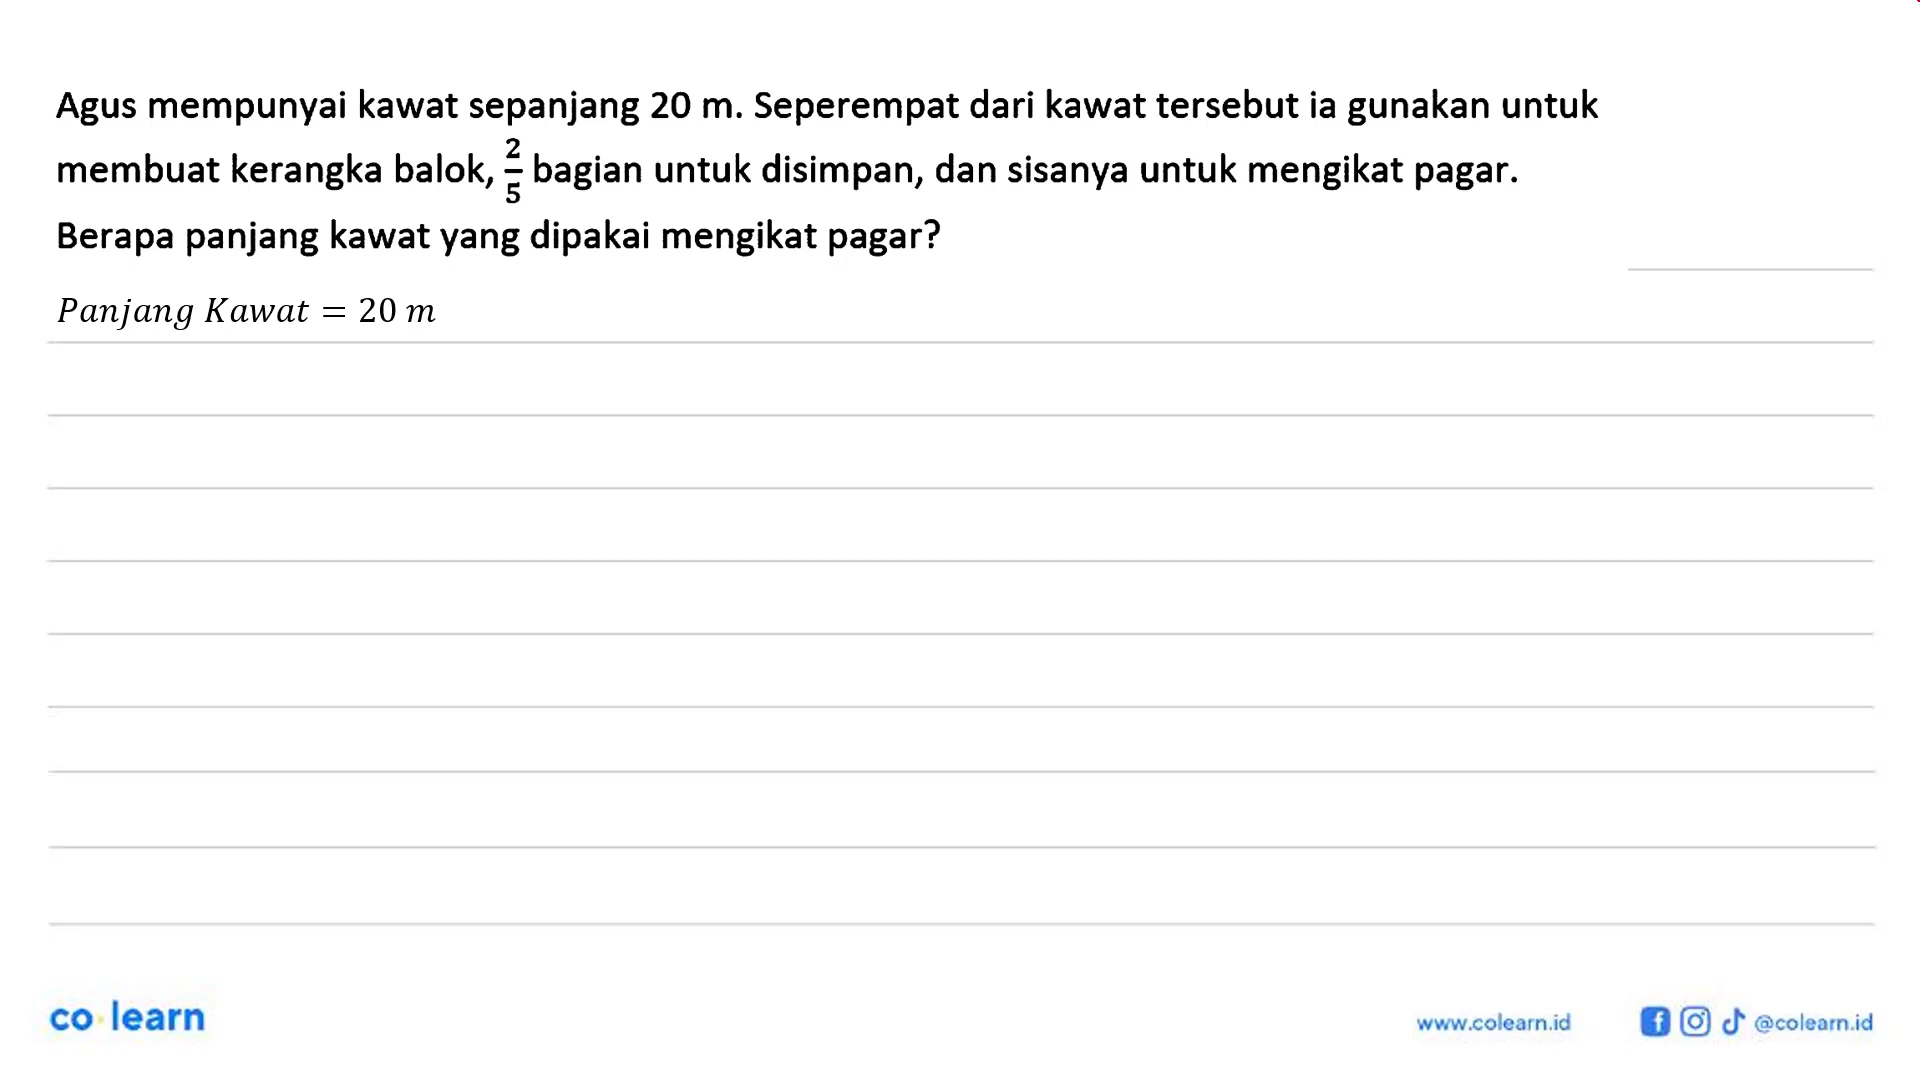 Agus mempunyai kawat sepanjang 20 m. Seperempat dari kawat tersebut ia gunakan untuk
membuat kerangka balok, 2/5 bagian untuk disimpan, dan sisanya untuk mengikat pagar.
Berapa panjang kawat yang dipakai mengikat pagar?
Panjang Kawat = 20 m
co learn
www.colearn.id
@colearn.id